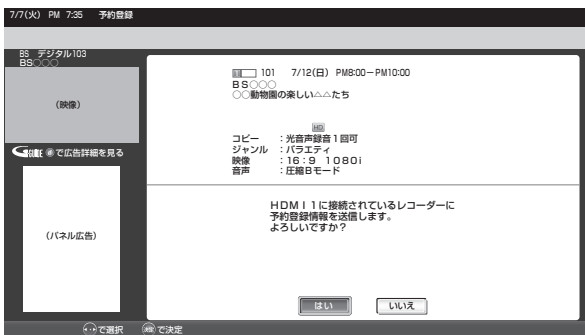 7/7(火) PM 7:35 予約登録
BS デジタル103
BS○○○
(映像)
G-GUIDE で広告詳細を見る
(パネル広告)
101 7/12(日) PM8:00－PM10:00
BS○○○
○○動物園の楽しい△△たち
HD
コピー ：光音声録音1回可
ジャンル ：バラエティ
映像 ：16：9 1080i
音声 ：圧縮Bモード
HDMI1に接続されているレコーダーに
予約登録情報を送信します。
よろしいですか？
はい いいえ
で選択 決定 で決定